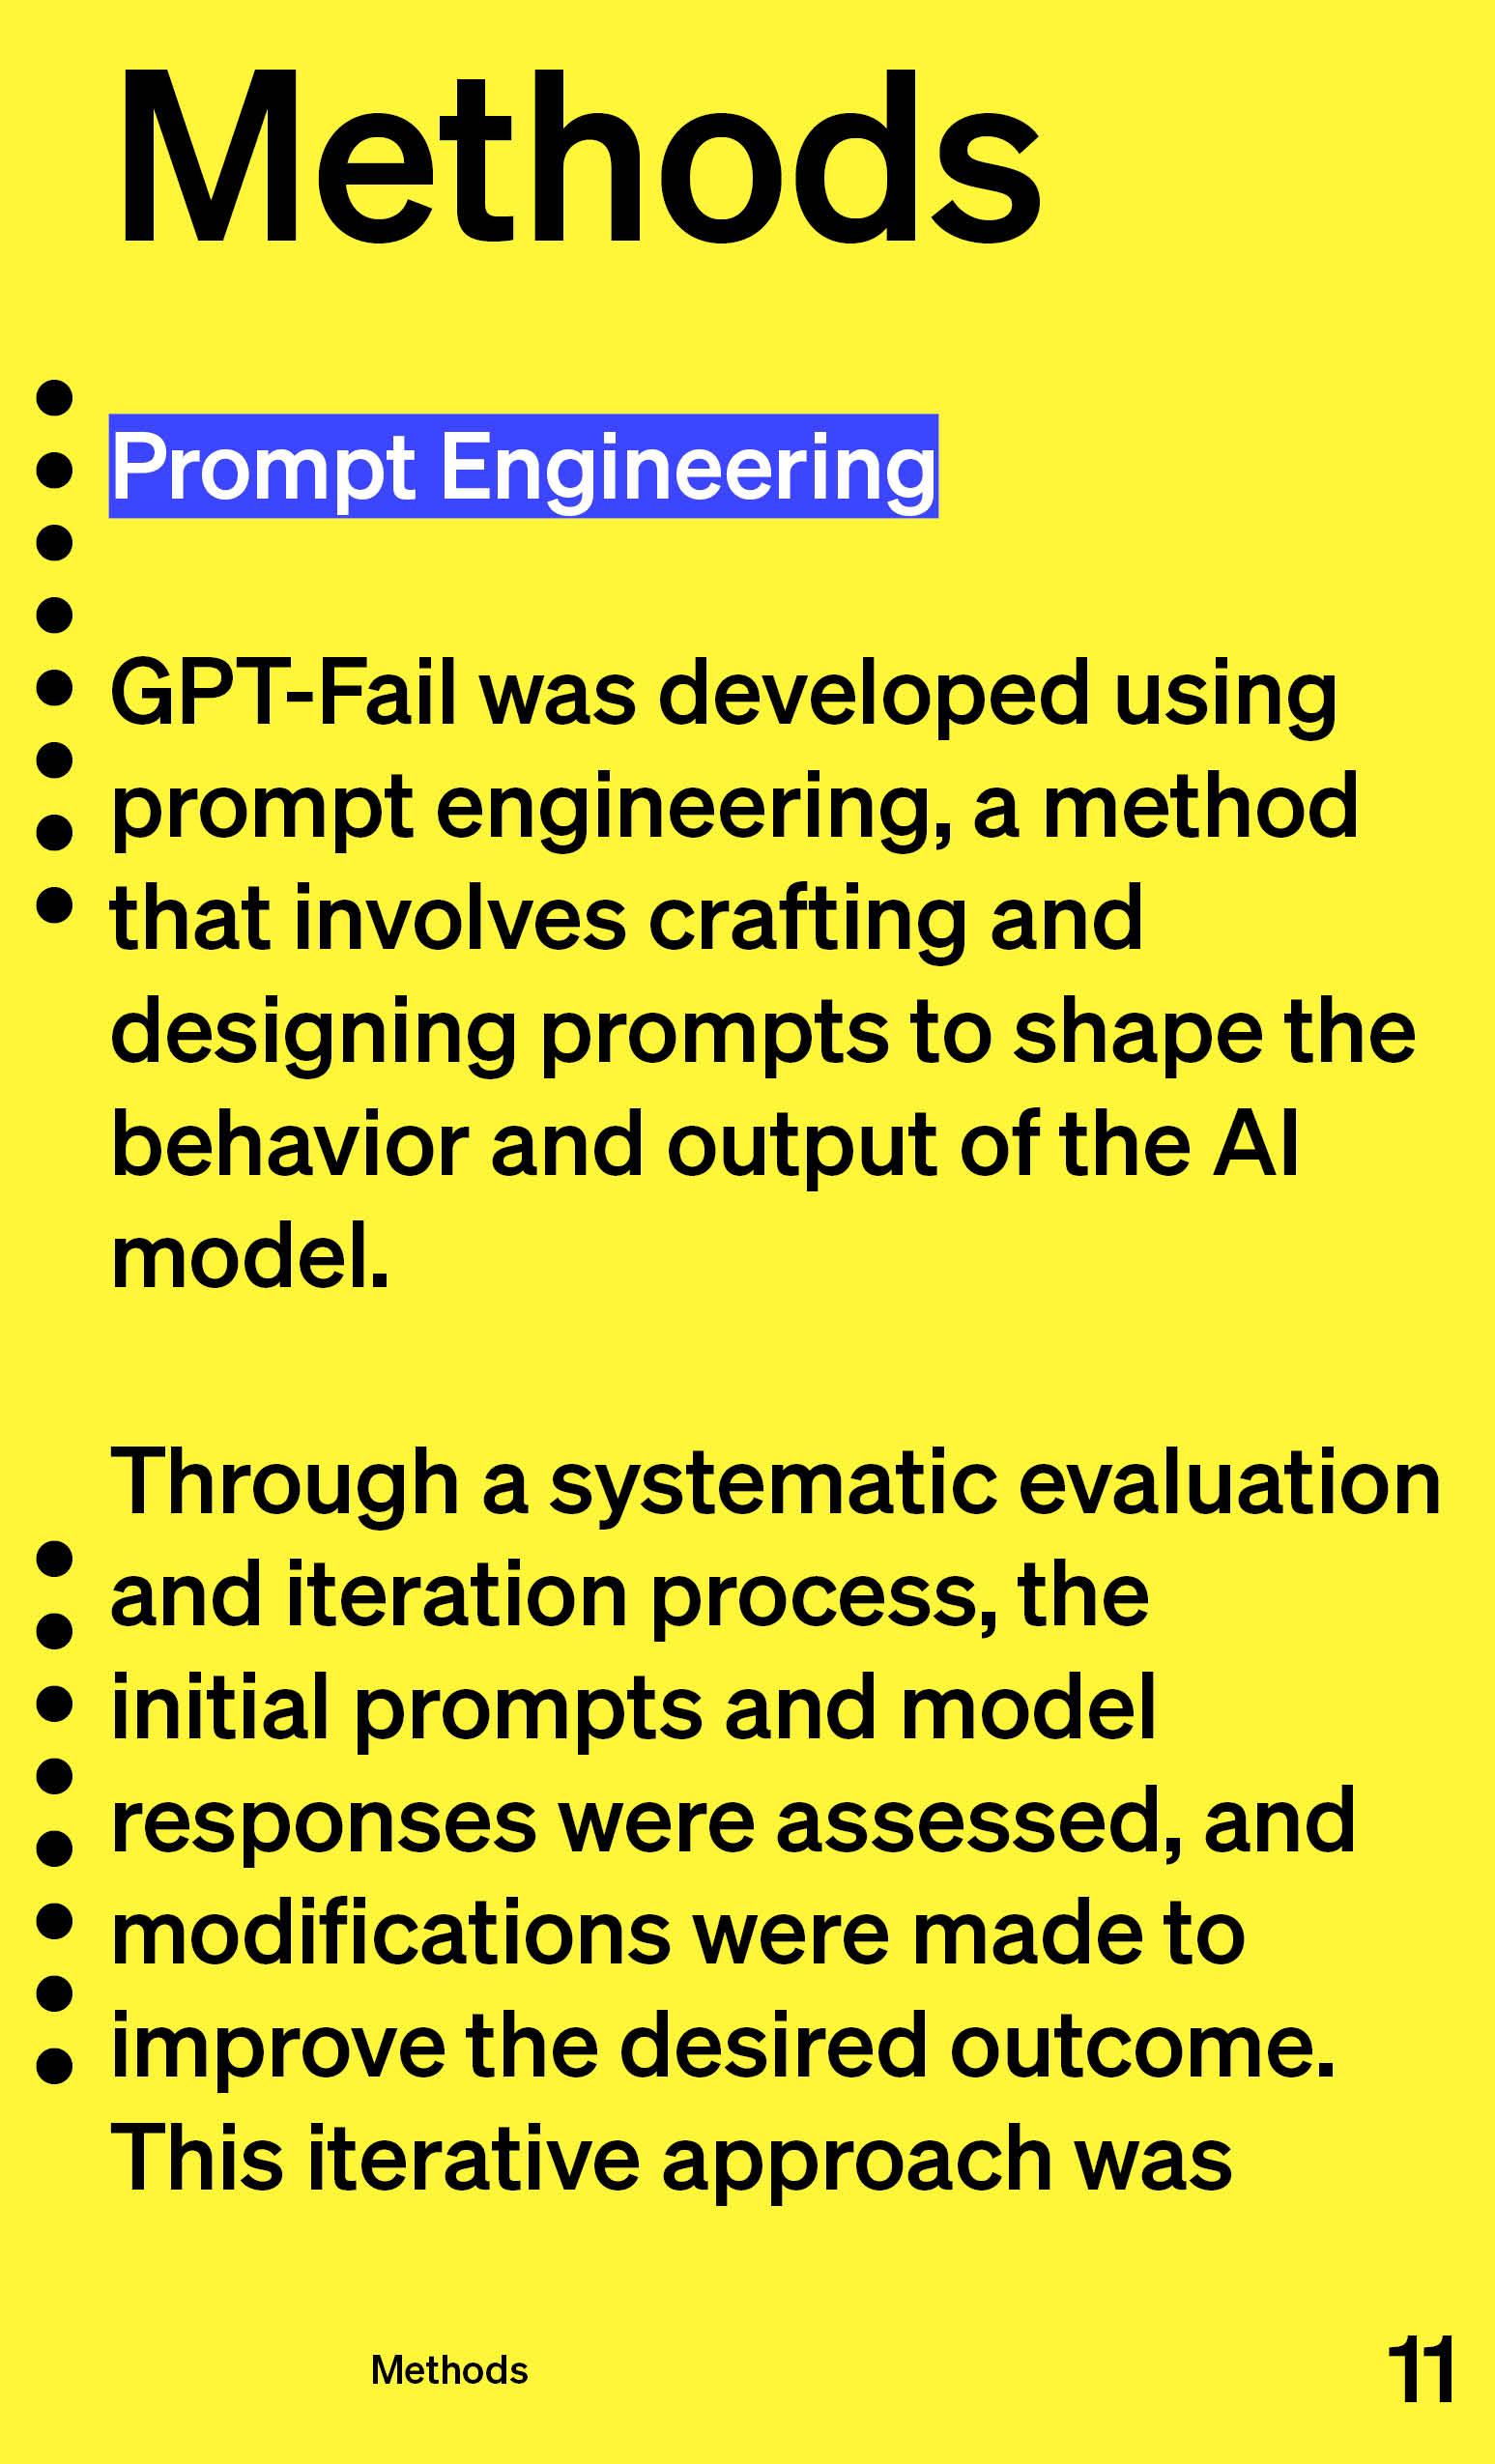 Methods
Prompt Engineering
GPT-Fail was developed using
prompt engineering, a method
that involves crafting and
designing prompts to shape the
behavior and output of the AI
model.
Through a systematic evaluation
and iteration process, the
initial prompts and model
responses were assessed, and
modifications were made to
improve the desired outcome.
This iterative approach was
Methods
11